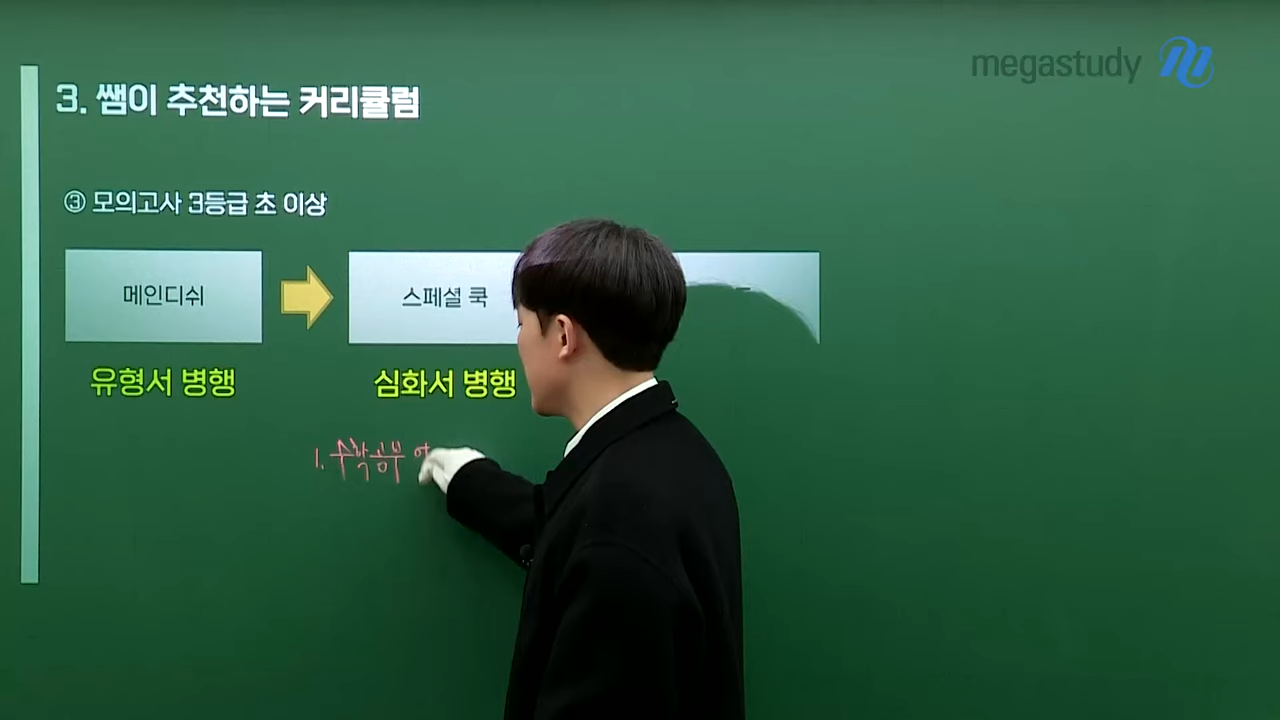 megastudy
3. 쌤이 추천하는 커리큘럼
③ 모의고사 3등급 초 이상
메인디쉬
스페셜 쿡
유형서 병행
심화서 병행
1. 수학공부